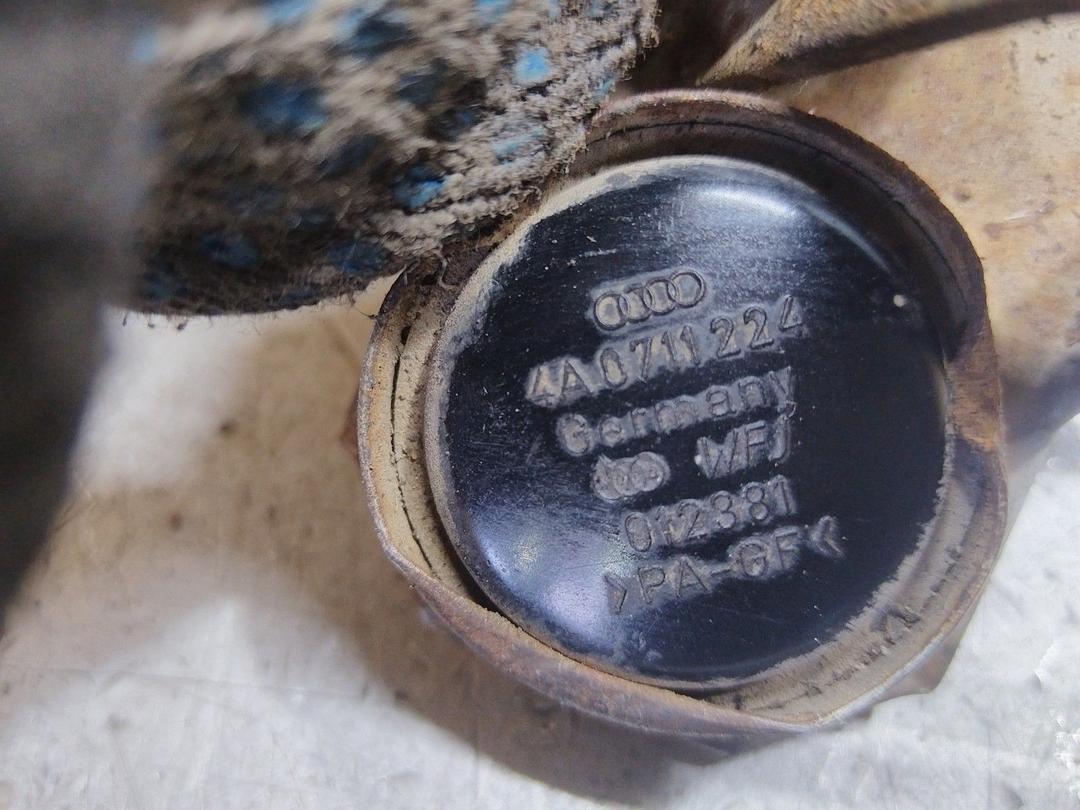 4A0711224
Germany
WFJ
012881
>PA-GF<